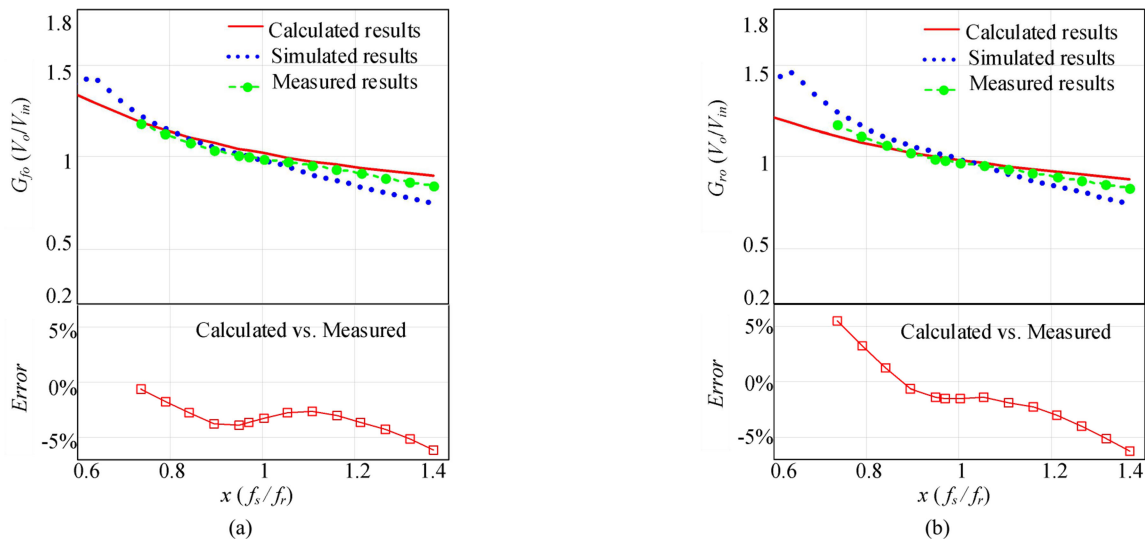 1.8
1.5
1
0.5
0.2
G_fo (V_o/V_in)
Calculated results
Simulated results
Measured results
5%
0%
-5%
Error
Calculated vs. Measured
0.6 0.8 1 1.2 1.4
x (f_s/f_r)
(a)
1.8
1.5
1
0.5
0.2
G_ro (V_o/V_in)
Calculated results
Simulated results
Measured results
5%
0%
-5%
Error
Calculated vs. Measured
0.6 0.8 1 1.2 1.4
x (f_s/f_r)
(b)